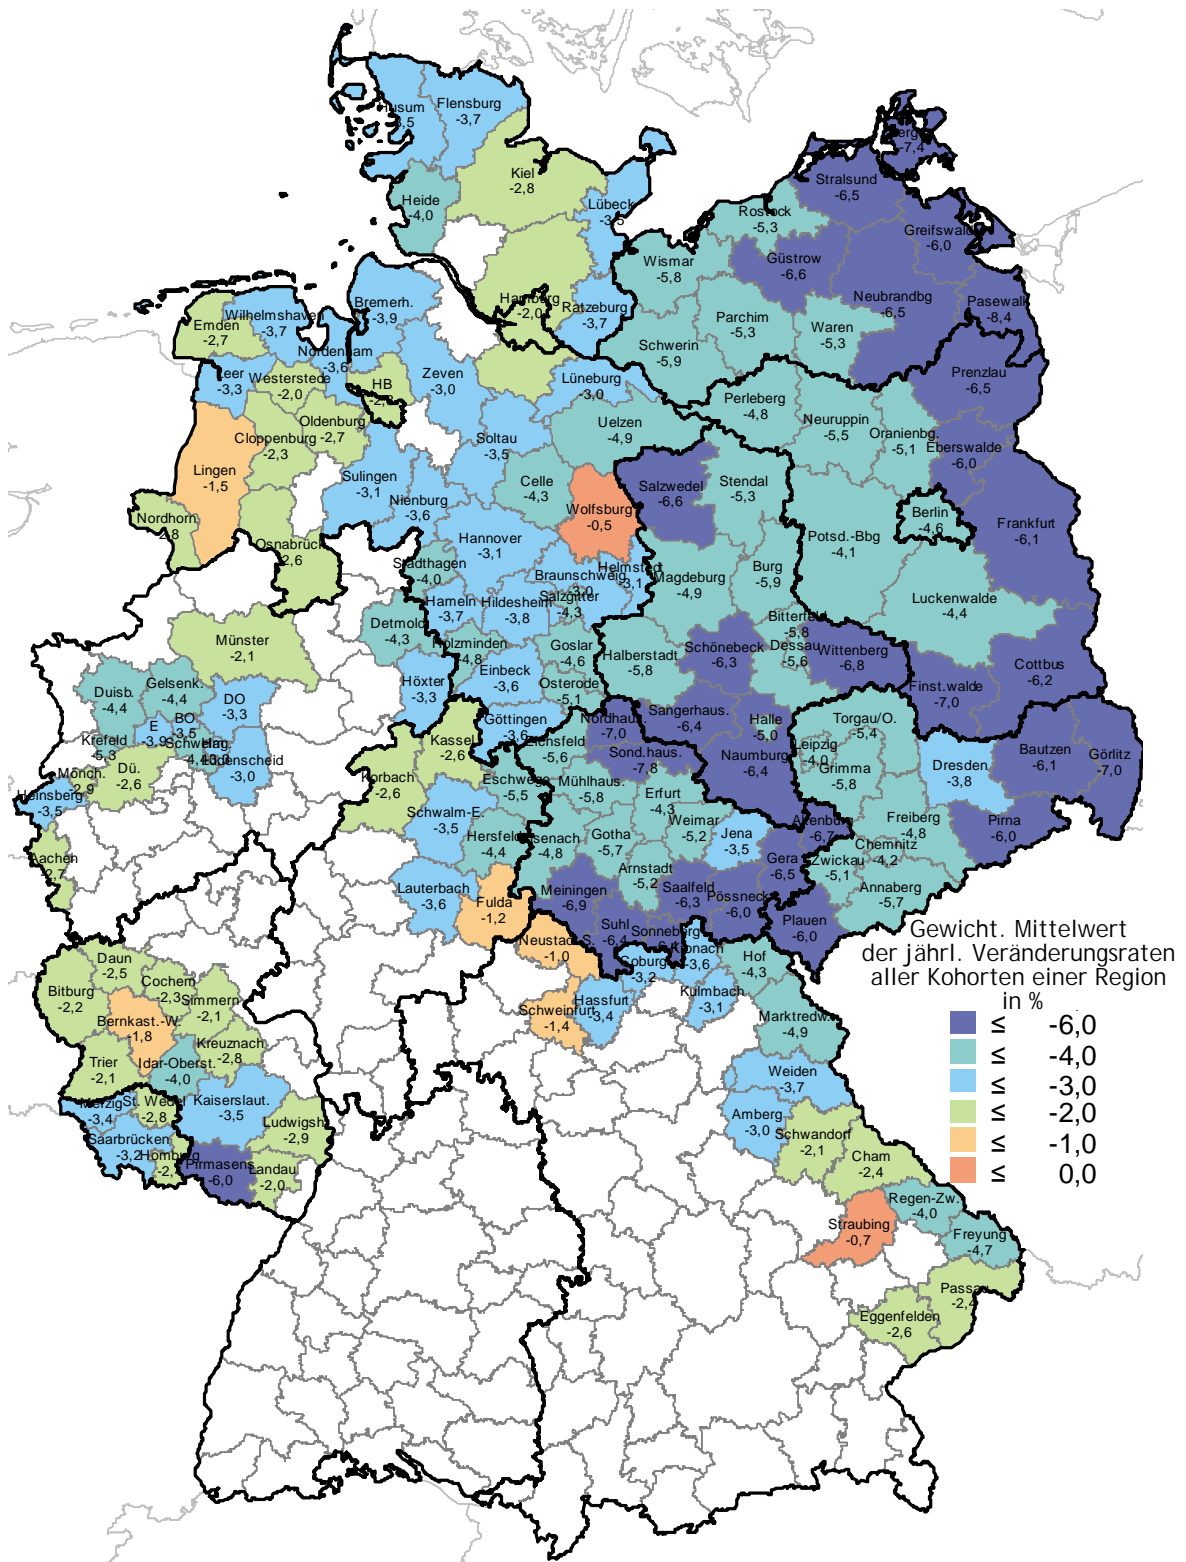 Husum
Flensburg
-3,7
Kiel
-2,8
Heide
-4,0
Lübeck
-3,5
Hamburg
-2,0
Ratzeburg
-3,7
-7,4
Stralsund
-6,5
Rostock
-5,3
Greifswald
-6,0
Wismar
-5,8
Güstrow
-6,6
Neubrandbg
-6,5
Pasewalk
-8,4
Parchim
-5,3
Waren
-5,3
Schwerin
-5,9
Bremerh.
-3,9
Wilhelmshaven
-3,7
Emden
-2,7
Nordenham
-3,6
Leer
-3,3
Westerstede
-2,0
HB
Zeven
-3,0
Lüneburg
-3,0
Oldenburg
-2,7
Cloppenburg
-2,3
Uelzen
-4,9
Soltau
-3,5
Lingen
-1,5
Sulingen
-3,1
Nienburg
-3,6
Celle
-4,3
Wolfsburg
-0,5
Nordhorn
-2,8
Osnabrück
-2,6
Hannover
-3,1
Stadthagen
-4,0
Braunschweig
-3,0
Helmstedt
-3,1
Hameln
-3,7
Hildesheim
-3,8
Salzgitter
-4,3
Detmold
-4,3
Holzminden
-4,8
Goslar
-4,6
Höxter
-3,3
Einbeck
-3,6
Osterode
-5,1
Göttingen
-3,6
Prenzlau
-6,5
Perleberg
-4,8
Neuruppin
-5,5
Oranienbg.
-5,1
Eberswalde
-6,0
Salzwedel
-6,6
Stendal
-5,3
Berlin
-4,6
Frankfurt
-6,1
Potsd.-Bbg
-4,1
Magdeburg
-4,9
Burg
-5,9
Luckenwalde
-4,4
Bitterfeld
-5,8
Dessau
-5,6
Wittenberg
-6,8
Schönebeck
-6,3
Halberstadt
-5,8
Cottbus
-6,2
Finst.walde
-7,0
Münster
-2,1
Gelsenk.
-4,4
Duisb.
-4,4
DO
-3,3
E
-3,9
BO
-3,5
Krefeld
-5,3
Schwelm
Hag.
Lüdenscheid
-3,0
Mönch.
-2,9
Dü.
-2,6
Heinsberg
-3,5
Aachen
-2,7
Kassel
-2,6
Korbach
-2,6
Eschwege
-5,5
Schwalm-E.
-3,5
Hersfeld
-4,4
Lauterbach
-3,6
Fulda
-1,2
Nordhaus.
-7,0
Sangerhaus.
-6,4
Halle
-5,0
Eichsfeld
-5,6
Sond.haus.
-7,8
Naumburg
-6,4
Mühlhaus.
-5,8
Erfurt
-4,3
Weimar
-5,2
Jena
-3,5
Eisenach
-4,8
Gotha
-5,7
Arnstadt
-5,2
Altenburg
-6,7
Gera
-6,5
Meiningen
-6,9
Saalfeld
-6,3
Pössneck
-6,0
Suhl
-6,4
Sonneberg
Torgau/O.
-5,4
Leipzig
-4,0
Grimma
-5,8
Dresden
-3,8
Bautzen
-6,1
Görlitz
-7,0
Freiberg
-4,8
Pirna
-6,0
Chemnitz
-4,2
Zwickau
-5,1
Annaberg
-5,7
Plauen
-6,0
Neustadt/S.
-1,0
Coburg
-3,2
Kronach
-3,6
Hof
-4,3
Schweinfurt
-1,4
Hassfurt
-3,4
Kulmbach
-3,1
Marktredw.
-4,9
Weiden
-3,7
Amberg
-3,0
Schwandorf
-2,1
Cham
-2,4
Regen-Zw.
-4,0
Straubing
-0,7
Freyung
-4,7
Passau
-2,4
Eggenfelden
-2,6
Daun
-2,5
Bitburg
-2,2
Cochem
-2,3
Simmern
-2,1
Bernkast.-W.
-1,8
Kreuznach
-2,8
Trier
-2,1
Idar-Oberst.
-4,0
Merzig
-3,4
St. Wedel
-2,8
Kaiserslaut.
-3,5
Ludwigsh.
-2,9
Saarbrücken
-3,2
Homburg
Pirmasens
-6,0
Landau
-2,0
Gewicht. Mittelwert
der jährl. Veränderungsraten
aller Kohorten einer Region
in %
≤ -6,0
≤ -4,0
≤ -3,0
≤ -2,0
≤ -1,0
≤ 0,0